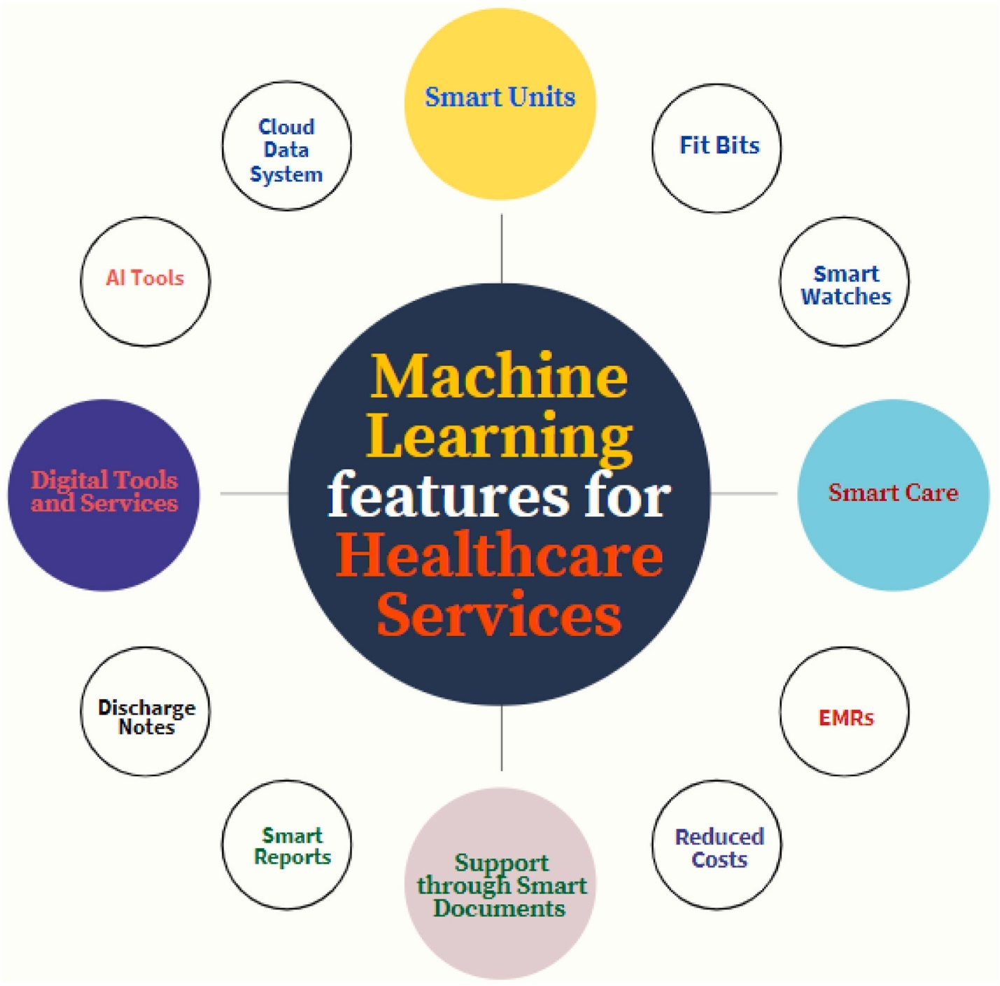 Smart Units
Cloud
Data
System
Fit Bits
AI Tools
Smart
Watches
Machine
Learning
features for
Healthcare
Services
Digital Tools
and Services
Smart Care
Discharge
Notes
EMRs
Smart
Reports
Reduced
Costs
Support
through Smart
Documents